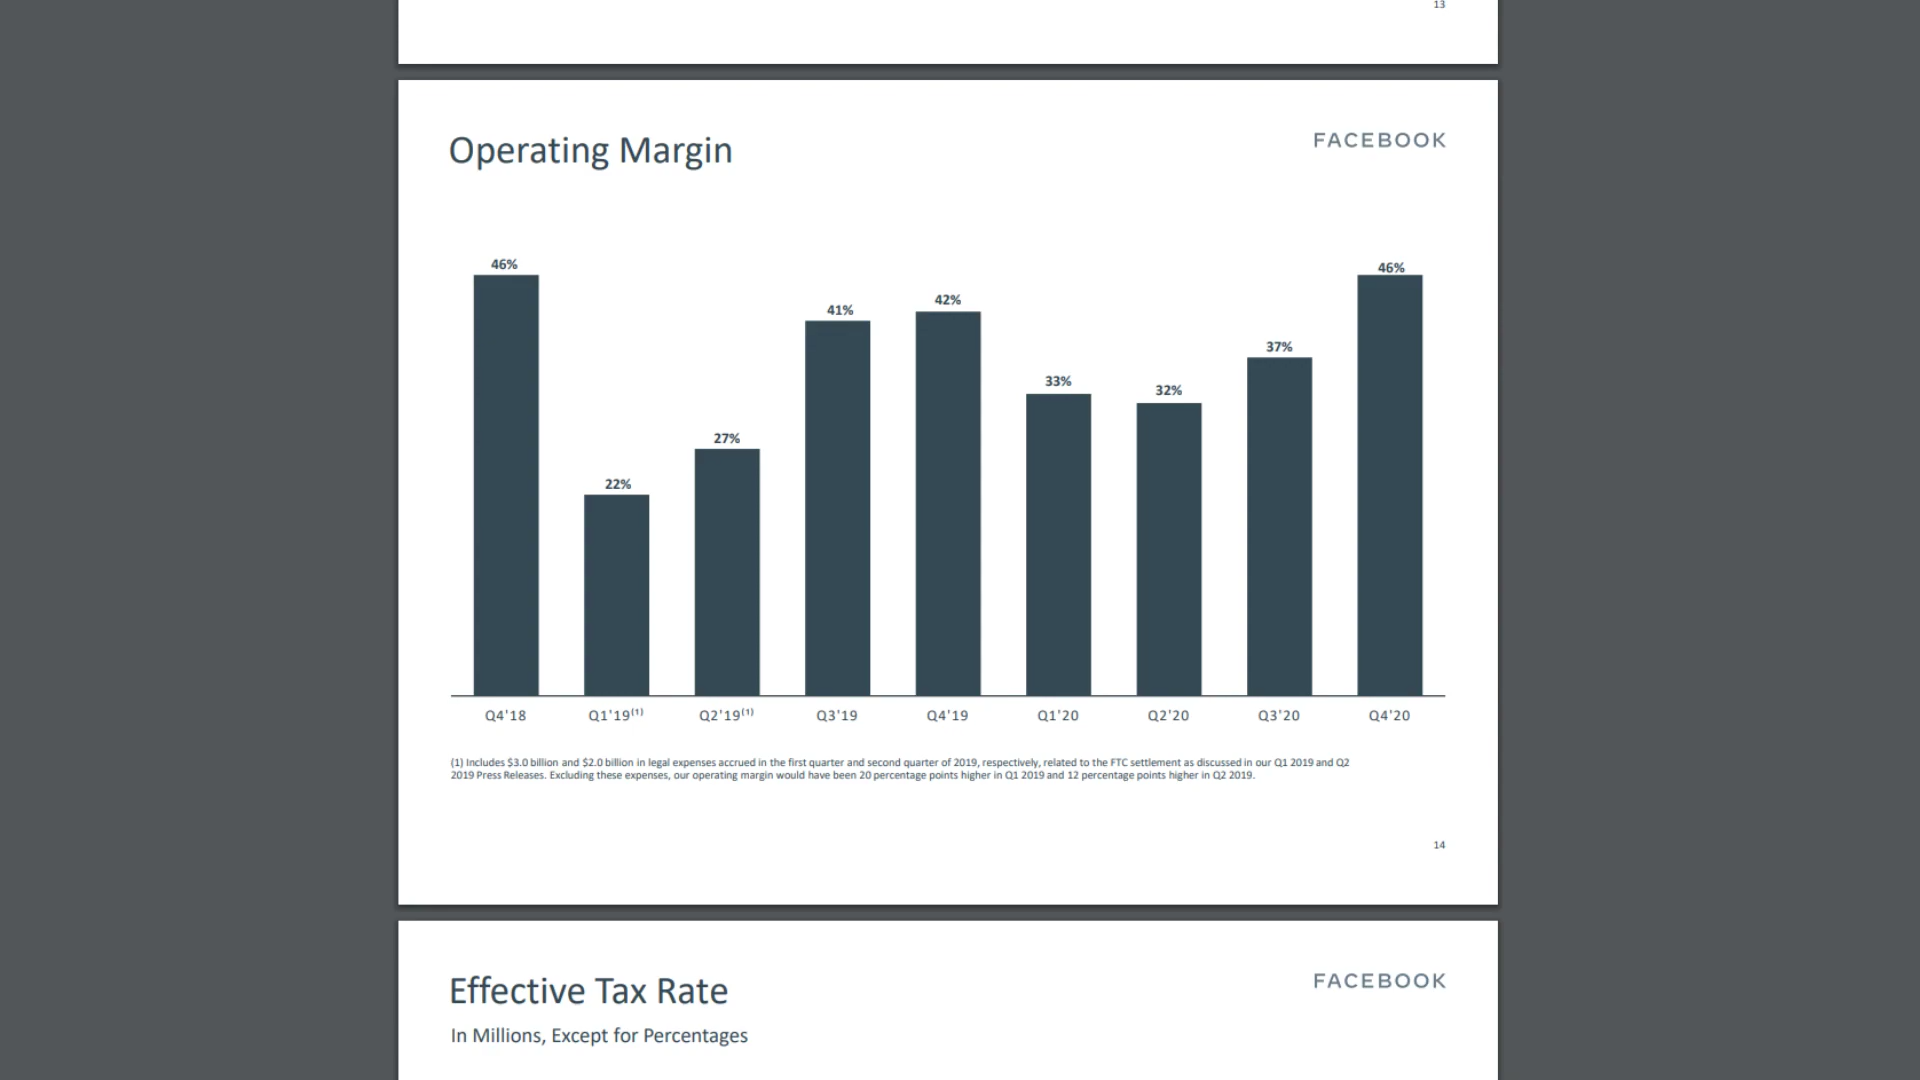 13
Operating Margin
FACEBOOK
46%
22%
27%
41%
42%
33%
32%
37%
46%
Q4'18
Q1'19(1)
Q2'19(1)
Q3'19
Q4'19
Q1'20
Q2'20
Q3'20
Q4'20
(1) Includes $3.0 billion and $2.0 billion in legal expenses accrued in the first quarter and second quarter of 2019, respectively, related to the FTC settlement as discussed in our Q1 2019 and Q2
2019 Press Releases. Excluding these expenses, our operating margin would have been 20 percentage points higher in Q1 2019 and 12 percentage points higher in Q2 2019.
14
Effective Tax Rate
FACEBOOK
In Millions, Except for Percentages